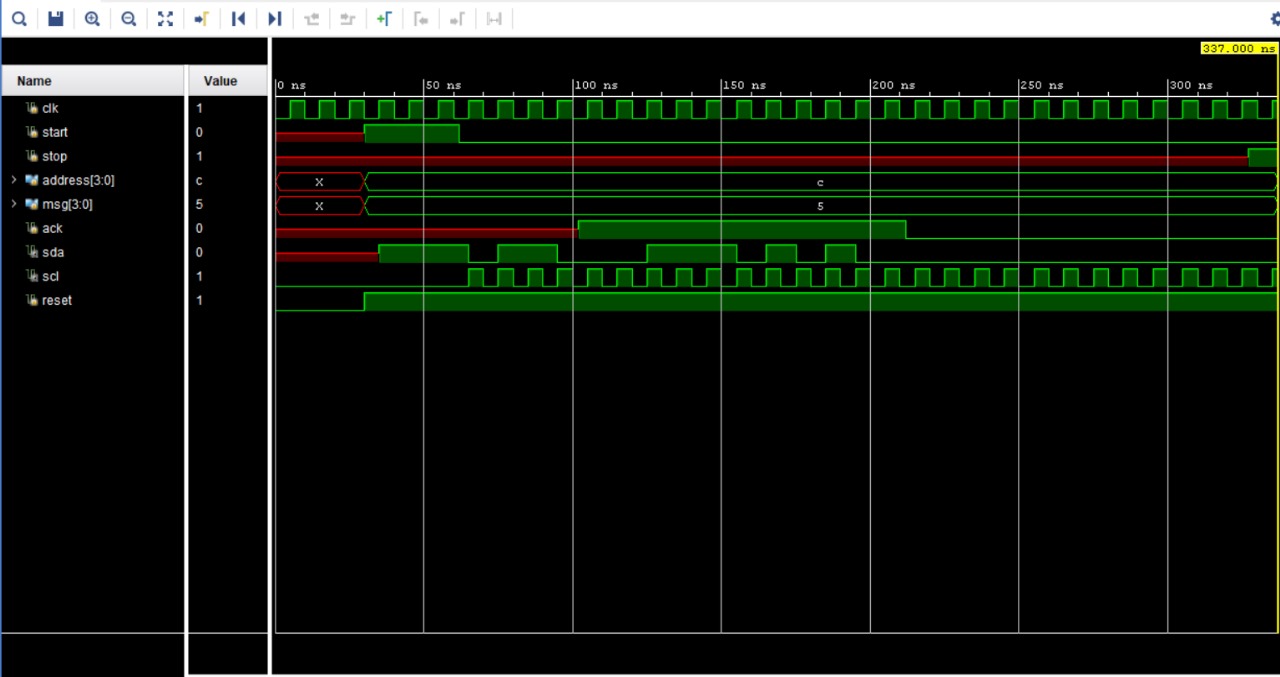 337.000 ns
Name Value
0 ns 50 ns 100 ns 150 ns 200 ns 250 ns 300 ns
clk 1
start 0
stop 1
address[3:0] c X c
msg[3:0] 5 X 5
ack 0
sda 0
scl 1
reset 1